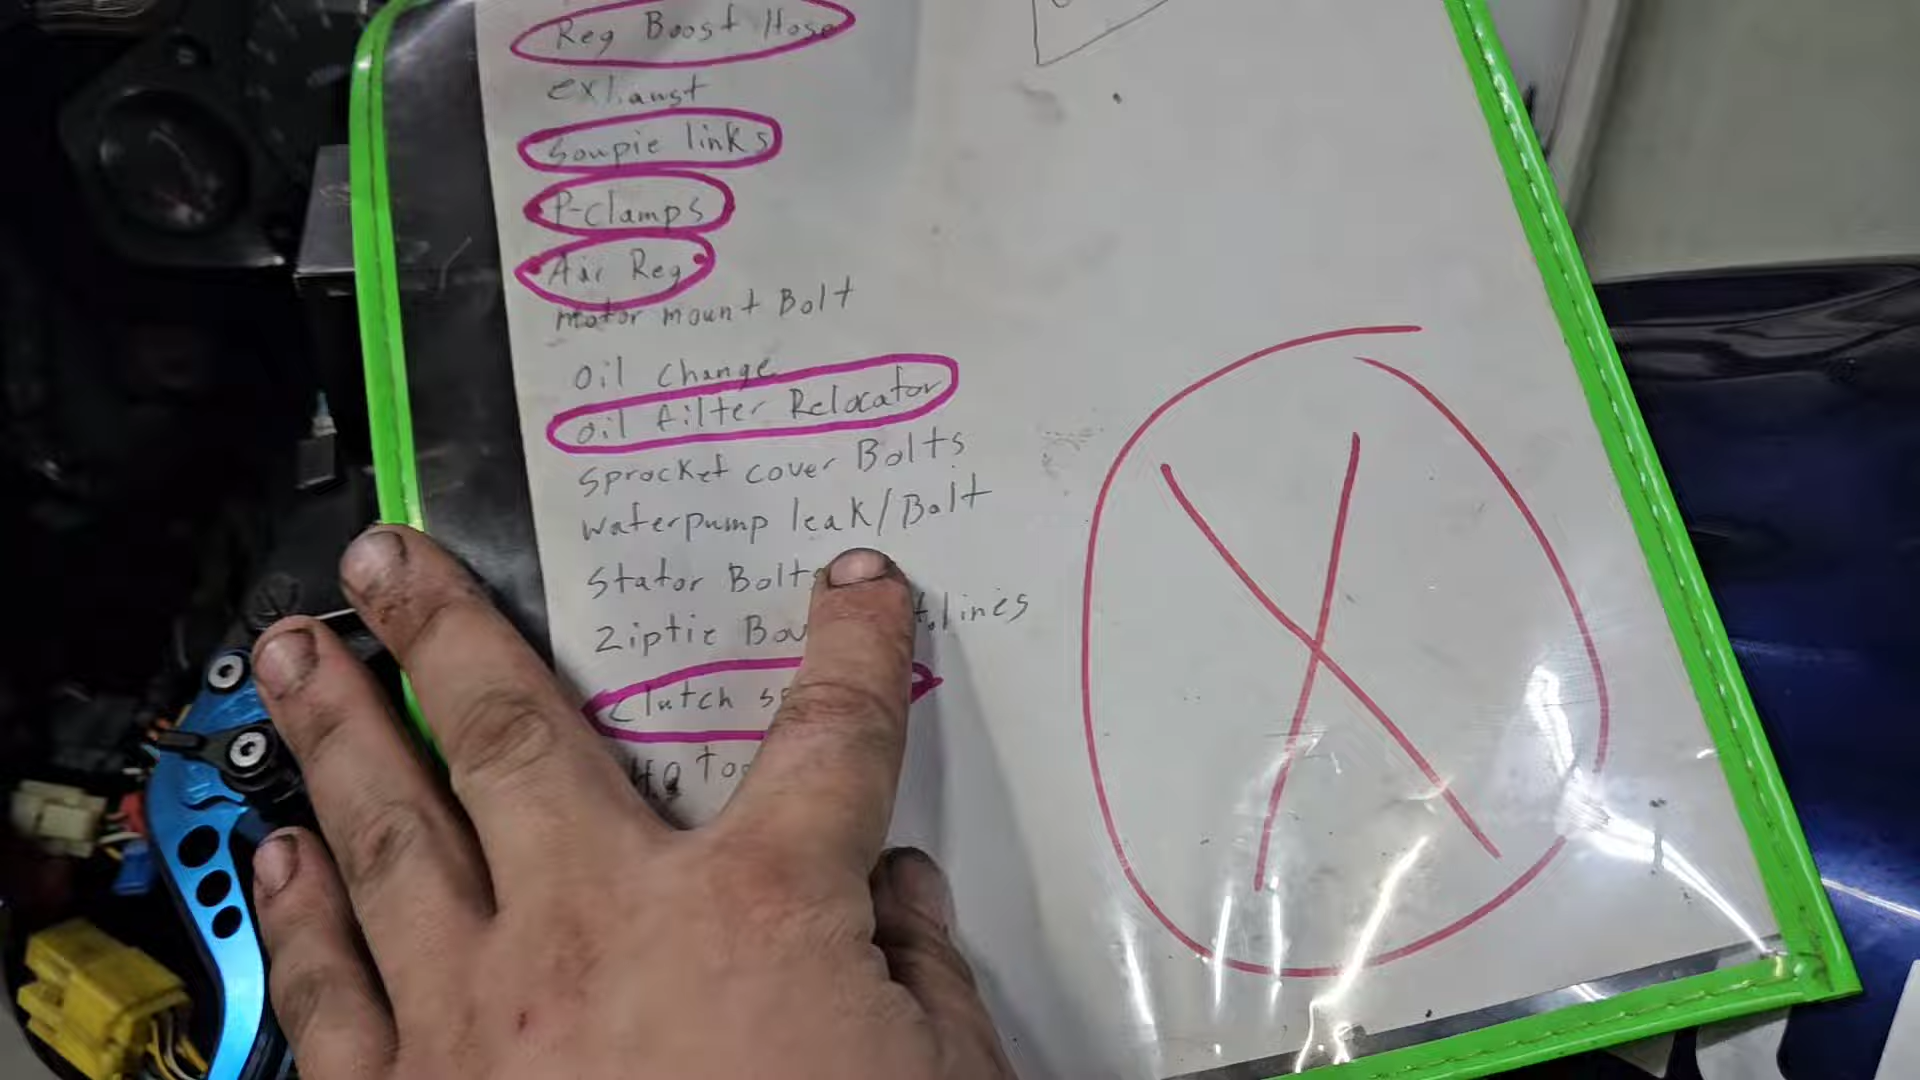 Reg Boost Hose
exhaust
Soupie links
P-clamps
Air Reg
motor mount Bolt
oil change
oil filter Relocator
sprocket cover Bolts
waterpump leak/Bolt
Stator Bolts
Ziptie
lines
Clutch